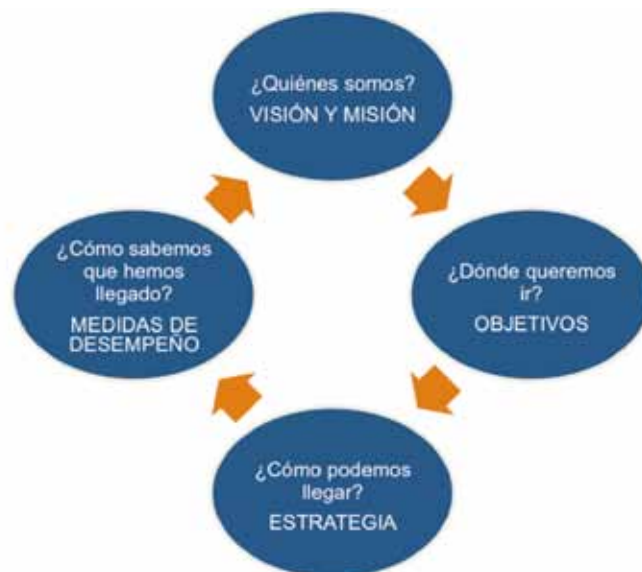 ¿Quiénes somos?
VISIÓN Y MISIÓN
¿Dónde queremos
ir?
OBJETIVOS
¿Cómo podemos
llegar?
ESTRATEGIA
¿Cómo sabemos
que hemos
llegado?
MEDIDAS DE
DESEMPEÑO